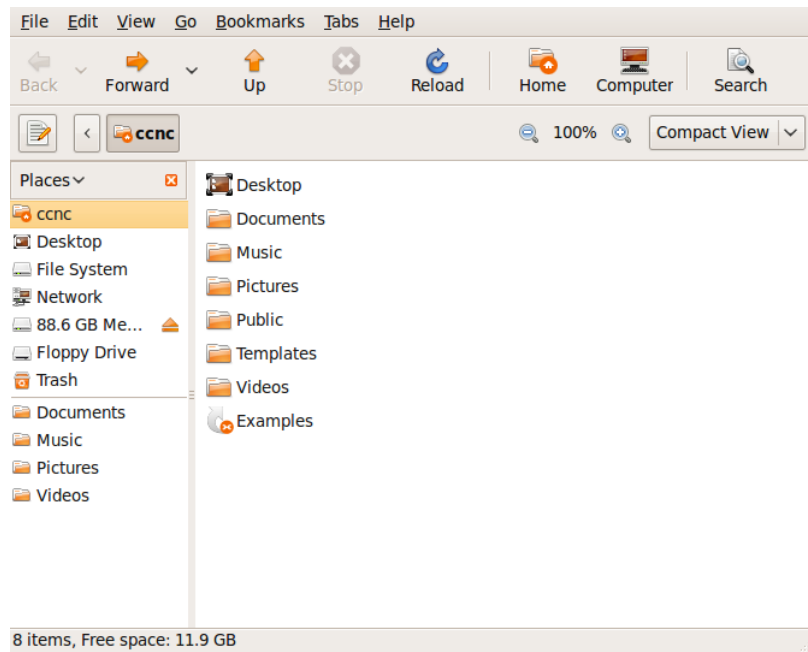 File Edit View Go Bookmarks Tabs Help
Back Forward Up Stop Reload Home Computer Search
ccnc 100% Compact View
Places
ccnc
Desktop
File System
Network
88.6 GB Me...
Floppy Drive
Trash
Documents
Music
Pictures
Videos
Desktop
Documents
Music
Pictures
Public
Templates
Videos
Examples
8 items, Free space: 11.9 GB